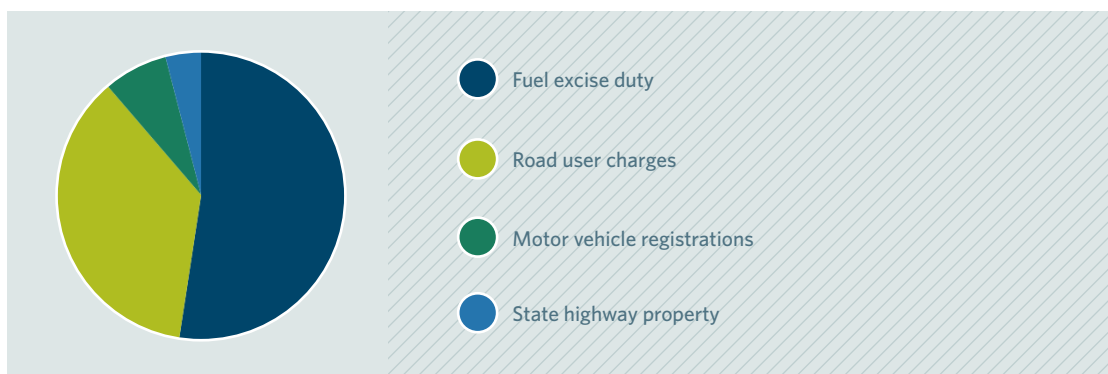 Fuel excise duty
Road user charges
Motor vehicle registrations
State highway property